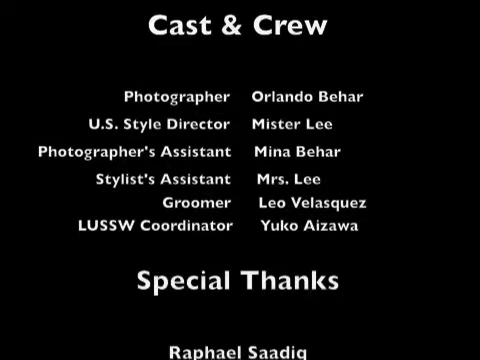 Cast & Crew
Photographer Orlando Behar
U.S. Style Director Mister Lee
Photographer's Assistant Mina Behar
Stylist's Assistant Mrs. Lee
Groomer Leo Velasquez
LUSSW Coordinator Yuko Aizawa
Special Thanks
Raphael Saadiq